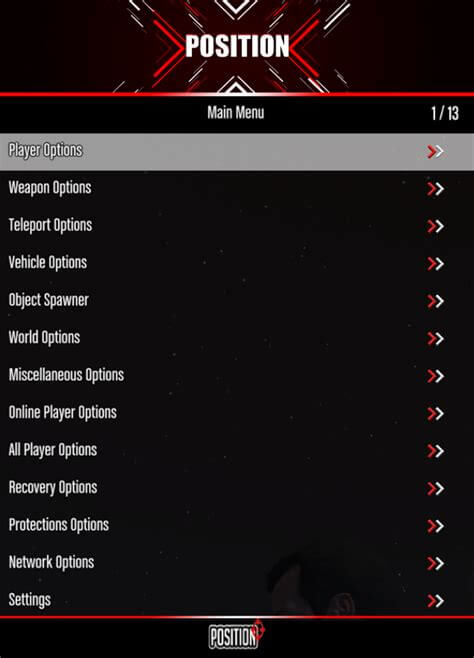 POSITION
Main Menu 1 / 13
Player Options
Weapon Options
Teleport Options
Vehicle Options
Object Spawner
World Options
Miscellaneous Options
Online Player Options
All Player Options
Recovery Options
Protections Options
Network Options
Settings
POSITION